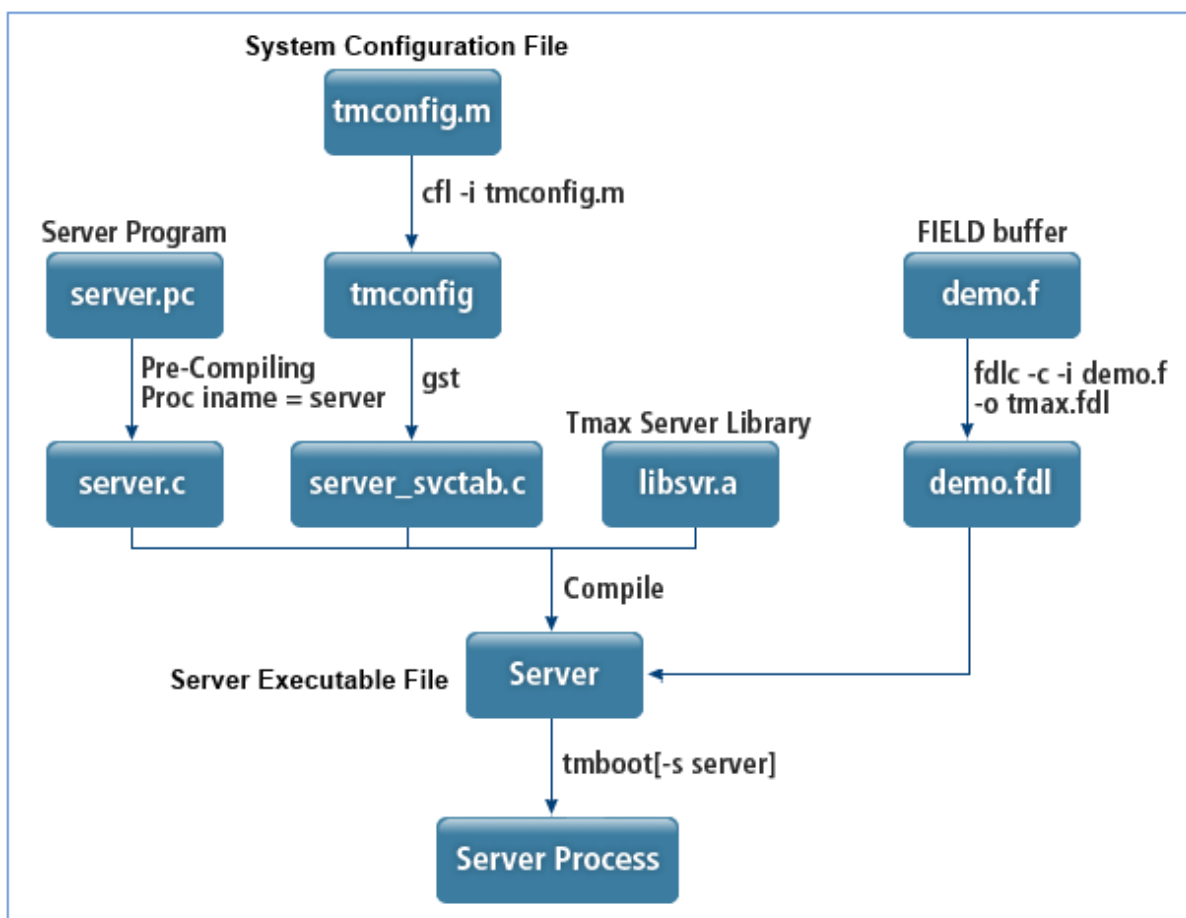 System Configuration File
tmconfig.m
cfl -i tmconfig.m
Server Program
FIELD buffer
server.pc
tmconfig
demo.f
Pre-Compiling
Proc iname = server
gst
fdlc -c -i demo.f
-o tmax.fdl
Tmax Server Library
server.c
server_svctab.c
libsvr.a
demo.fdl
Compile
Server Executable File
Server
tmboot[-s server]
Server Process